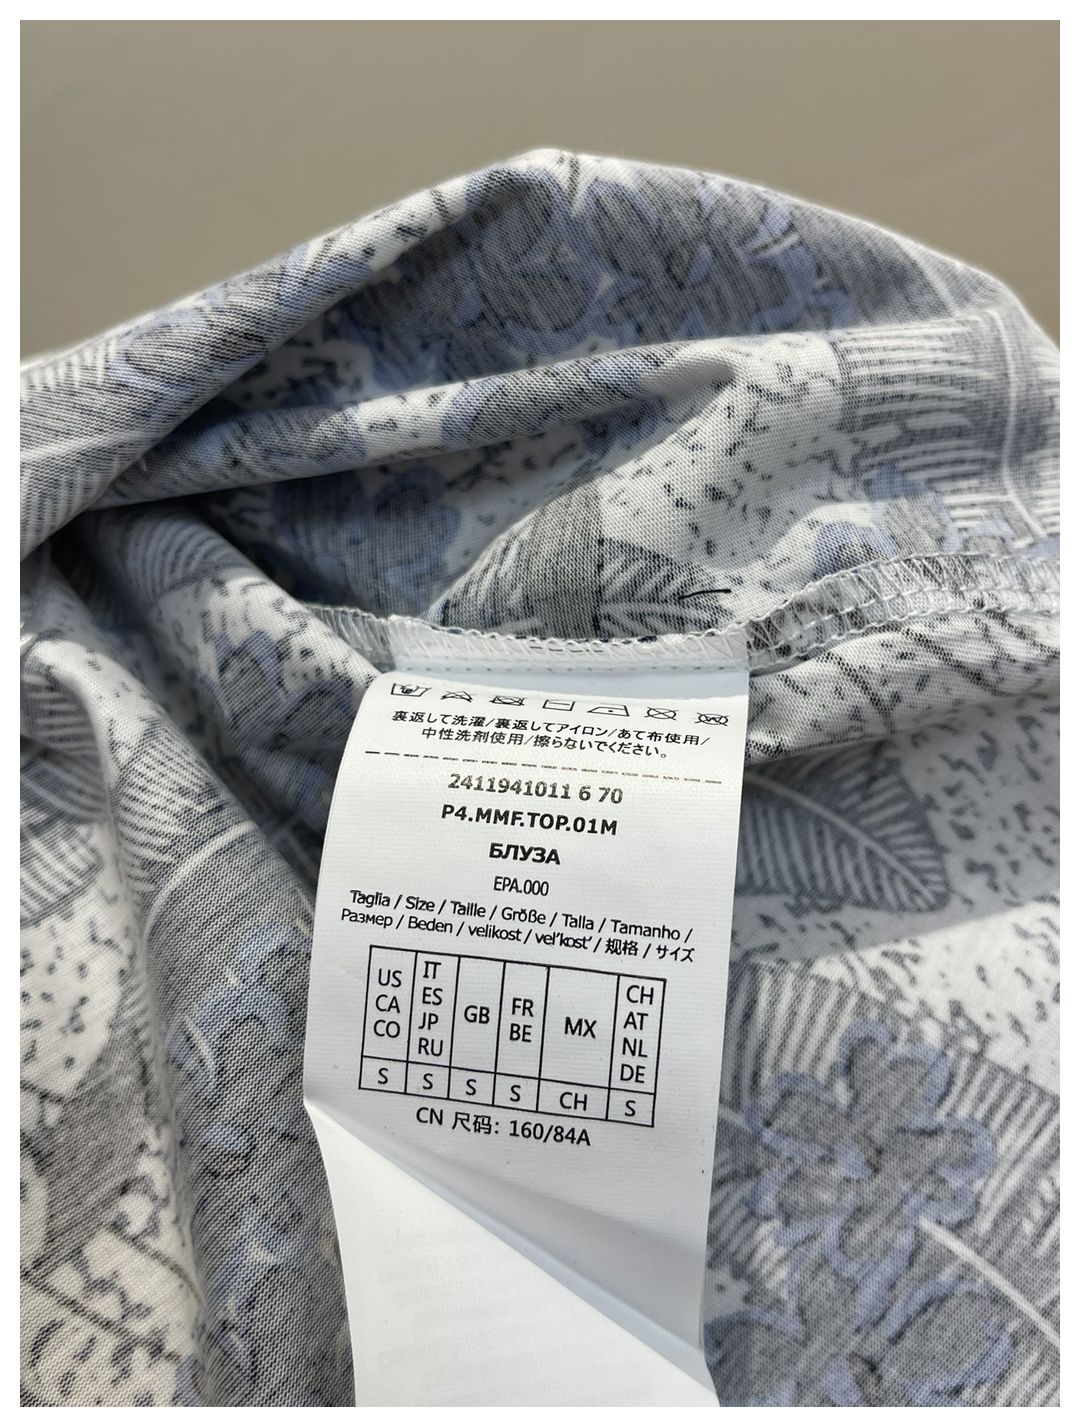 裏返して洗濯/裏返してアイロン/あて布使用/
中性洗剤使用/擦らないでください。
2411941011 6 70
P4.MMF.TOP.01M
БЛУЗА
EPA.000
Taglia / Size / Taille / Größe / Talla / Tamanho /
Размер / Beden / velikost / veľkosť / 规格 / サイズ
US CA CO
IT ES JP RU
GB
FR BE
MX
CH AT NL DE
S S S S CH S
CN 尺码: 160/84A